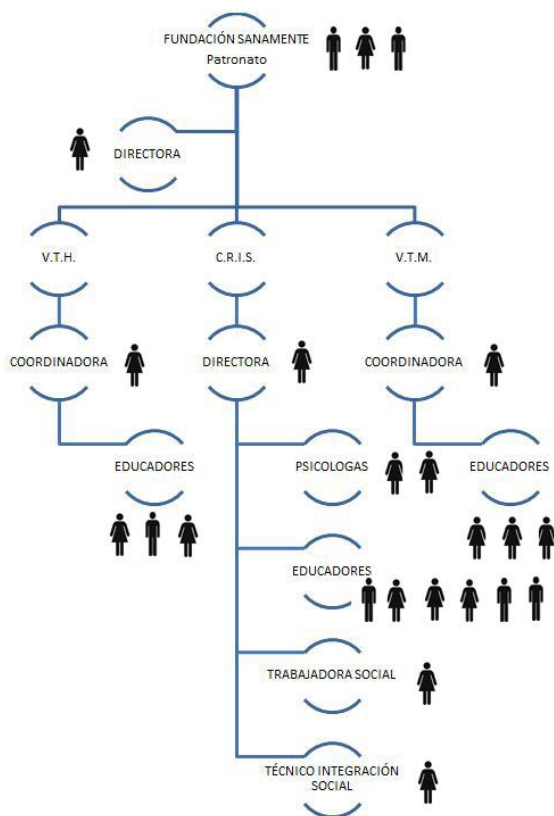 FUNDACIÓN SANAMENTE
Patronato
DIRECTORA
V.T.H.
C.R.I.S.
V.T.M.
COORDINADORA
DIRECTORA
COORDINADORA
EDUCADORES
PSICOLOGAS
EDUCADORES
EDUCADORES
TRABAJADORA SOCIAL
TÉCNICO INTEGRACIÓN
SOCIAL